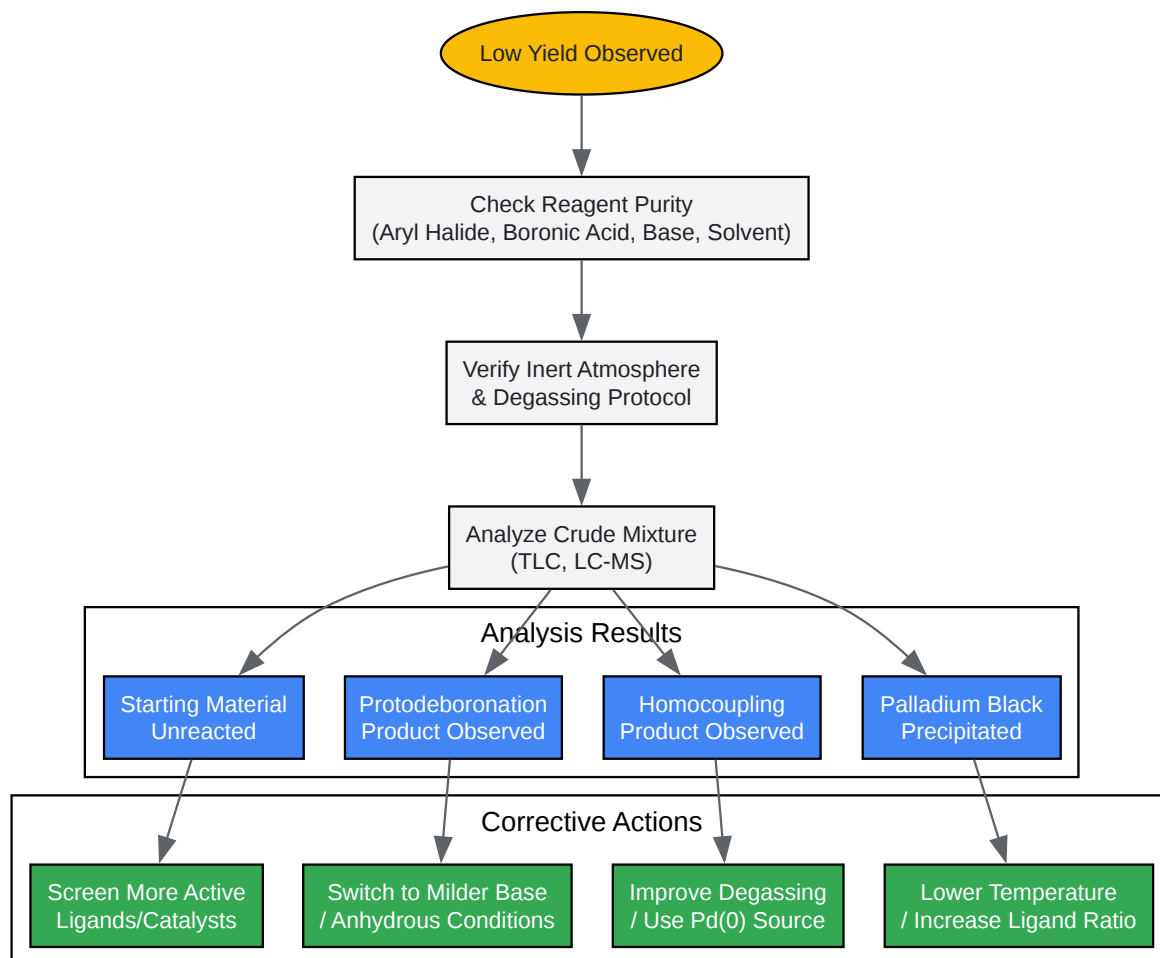 Low Yield Observed
Check Reagent Purity
(Aryl Halide, Boronic Acid, Base, Solvent)
Verify Inert Atmosphere
& Degassing Protocol
Analyze Crude Mixture
(TLC, LC-MS)
Analysis Results
Starting Material
Unreacted
Protodeboronation
Product Observed
Homocoupling
Product Observed
Palladium Black
Precipitated
Corrective Actions
Screen More Active
Ligands/Catalysts
Switch to Milder Base
/ Anhydrous Conditions
Improve Degassing
/ Use Pd(0) Source
Lower Temperature
/ Increase Ligand Ratio